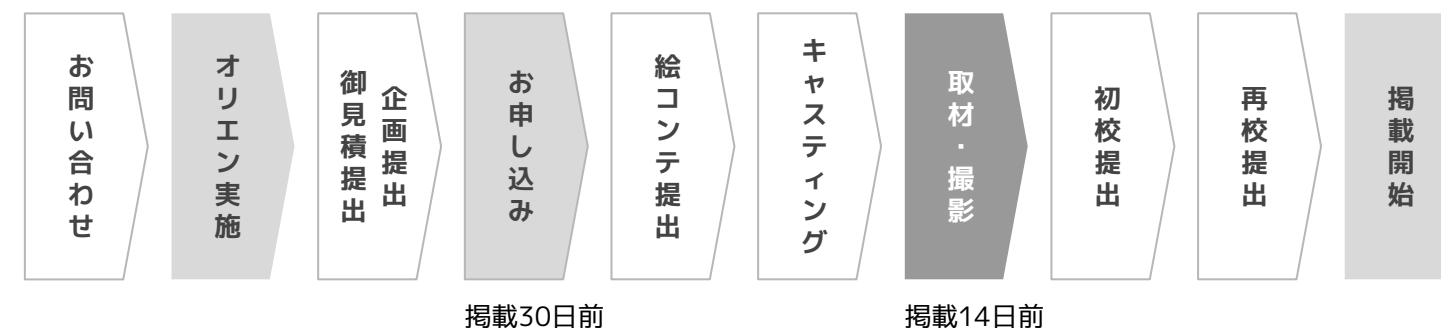 お問い合わせ
オリエン実施
企画提出
御見積提出
お申し込み
絵コンテ提出
キャスティング
取材・撮影
初校提出
再校提出
掲載開始
掲載30日前
掲載14日前